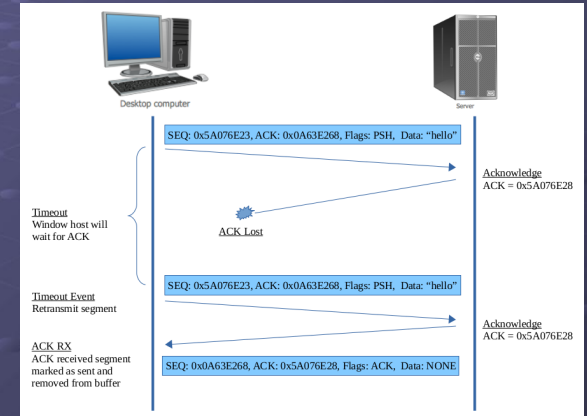 Desktop computer
Server
SEQ: 0x5A076E23, ACK: 0x0A63E268, Flags: PSH, Data: “hello”
Acknowledge
ACK = 0x5A076E28
Timeout
Window host will
wait for ACK
ACK Lost
SEQ: 0x5A076E23, ACK: 0x0A63E268, Flags: PSH, Data: “hello”
Timeout Event
Retransmit segment
Acknowledge
ACK = 0x5A076E28
ACK RX
ACK received segment
marked as sent and
removed from buffer
SEQ: 0x0A63E268, ACK: 0x5A076E28, Flags: ACK, Data: NONE